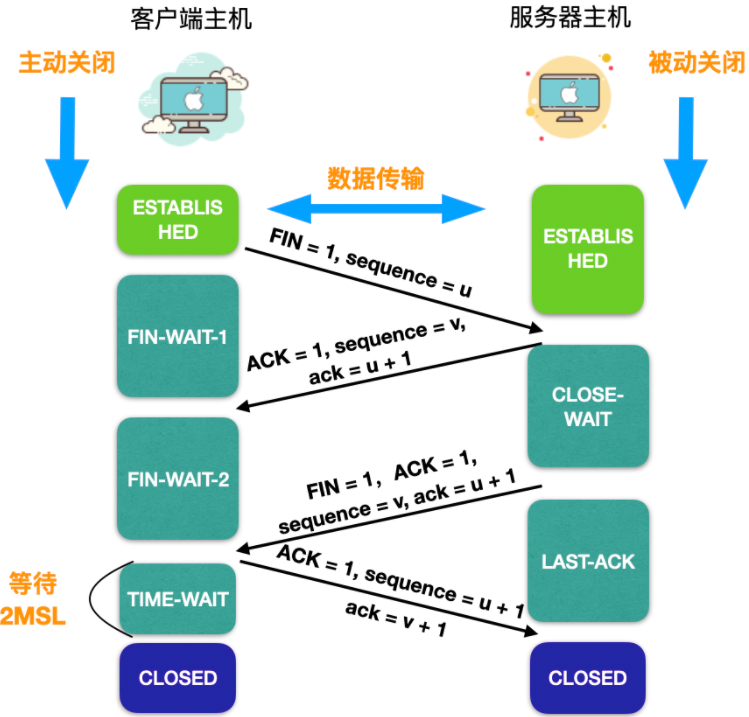 客户端主机
服务器主机
主动关闭
被动关闭
数据传输
ESTABLIS
HED
ESTABLIS
HED
FIN = 1, sequence = u
FIN-WAIT-1
ACK = 1, sequence = v,
ack = u + 1
CLOSE-
WAIT
FIN-WAIT-2
FIN = 1, ACK = 1,
sequence = v, ack = u + 1
LAST-ACK
ACK = 1, sequence = u + 1
ack = v + 1
等待
2MSL
TIME-WAIT
CLOSED
CLOSED